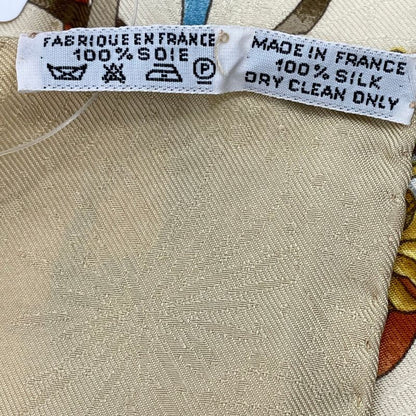 FABRIQUE EN FRANCE
100% SOIE
P
MADE IN FRANCE
100% SILK
DRY CLEAN ONLY